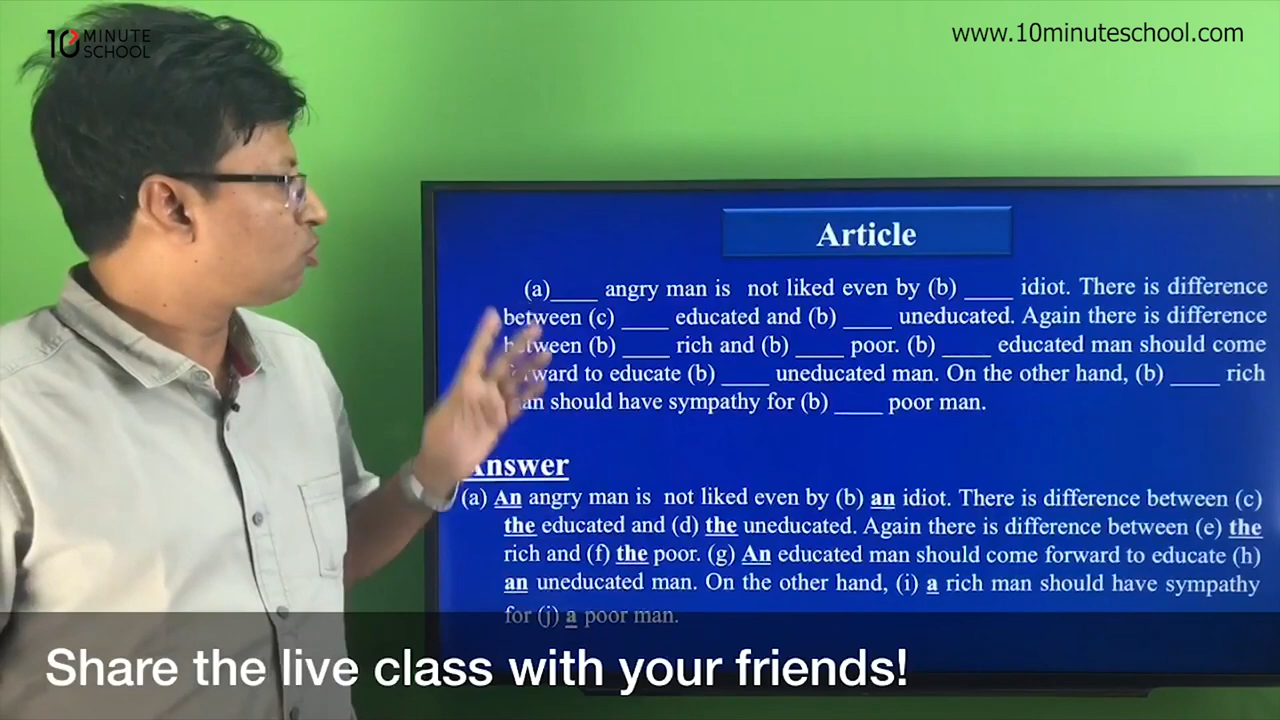 10 MINUTE
SCHOOL
www.10minuteschool.com
Article
(a)____ angry man is not liked even by (b) ____ idiot. There is difference
between (c) ____ educated and (b) ____ uneducated. Again there is difference
between (b) ____ rich and (b) ____ poor. (b) ____ educated man should come
forward to educate (b) ____ uneducated man. On the other hand, (b) ____ rich
man should have sympathy for (b) ____ poor man.
Answer
(a) An angry man is not liked even by (b) an idiot. There is difference between (c)
the educated and (d) the uneducated. Again there is difference between (e) the
rich and (f) the poor. (g) An educated man should come forward to educate (h)
an uneducated man. On the other hand, (i) a rich man should have sympathy
for (j) a poor man.
Share the live class with your friends!